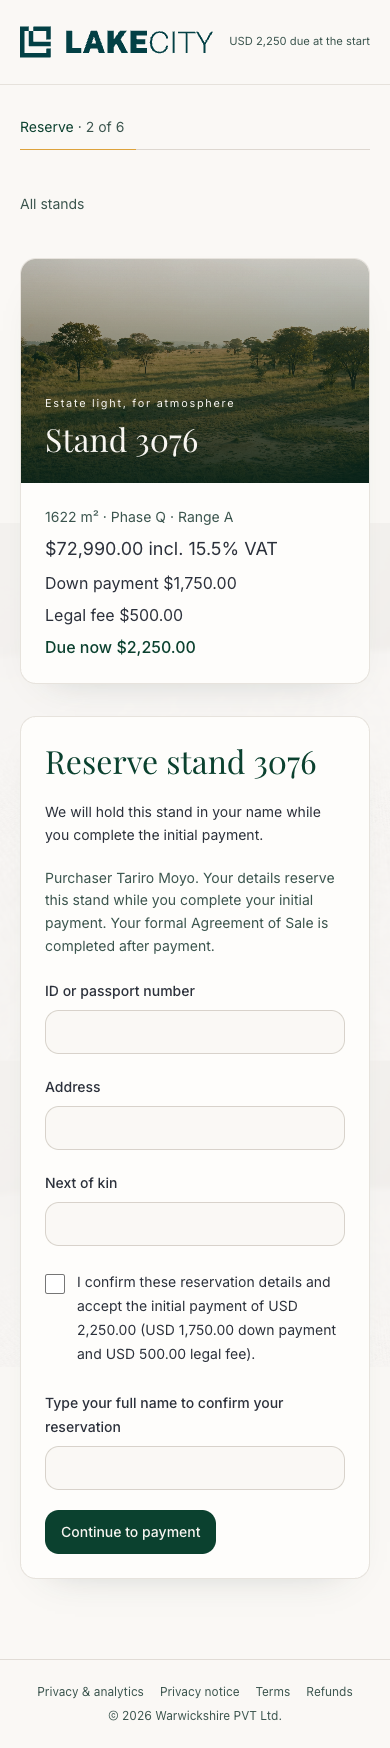 LAKECITY
USD 2,250 due at the start
Reserve · 2 of 6
All stands
Estate light, for atmosphere
Stand 3076
1622 m² · Phase Q · Range A
$72,990.00 incl. 15.5% VAT
Down payment $1,750.00
Legal fee $500.00
Due now $2,250.00
Reserve stand 3076
We will hold this stand in your name while
you complete the initial payment.
Purchaser Tariro Moyo. Your details reserve
this stand while you complete your initial
payment. Your formal Agreement of Sale is
completed after payment.
ID or passport number
Address
Next of kin
I confirm these reservation details and
accept the initial payment of USD
2,250.00 (USD 1,750.00 down payment
and USD 500.00 legal fee).
Type your full name to confirm your
reservation
Continue to payment
Privacy & analytics Privacy notice Terms Refunds
© 2026 Warwickshire PVT Ltd.